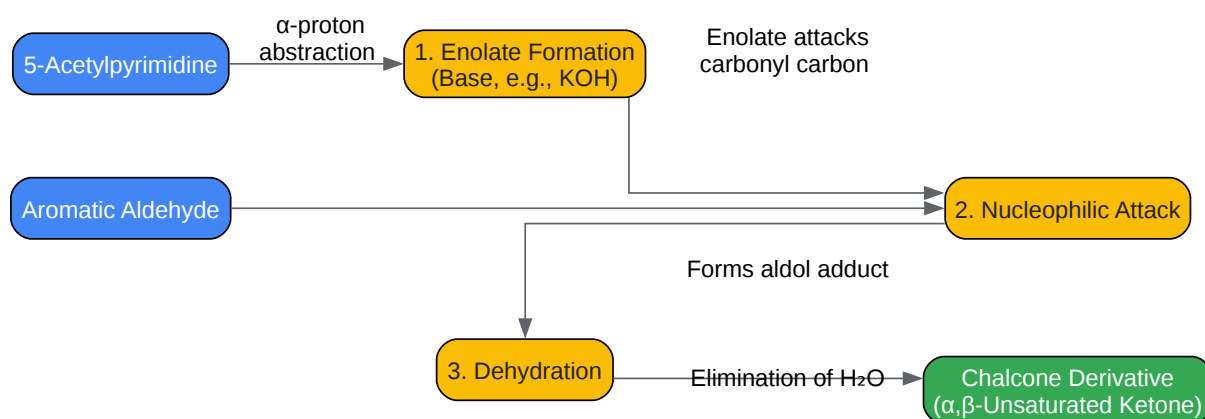 α-proton
abstraction
5-Acetylpyrimidine
1. Enolate Formation
(Base, e.g., KOH)
Enolate attacks
carbonyl carbon
Aromatic Aldehyde
2. Nucleophilic Attack
Forms aldol adduct
3. Dehydration
Elimination of H₂O
Chalcone Derivative
(α,β-Unsaturated Ketone)